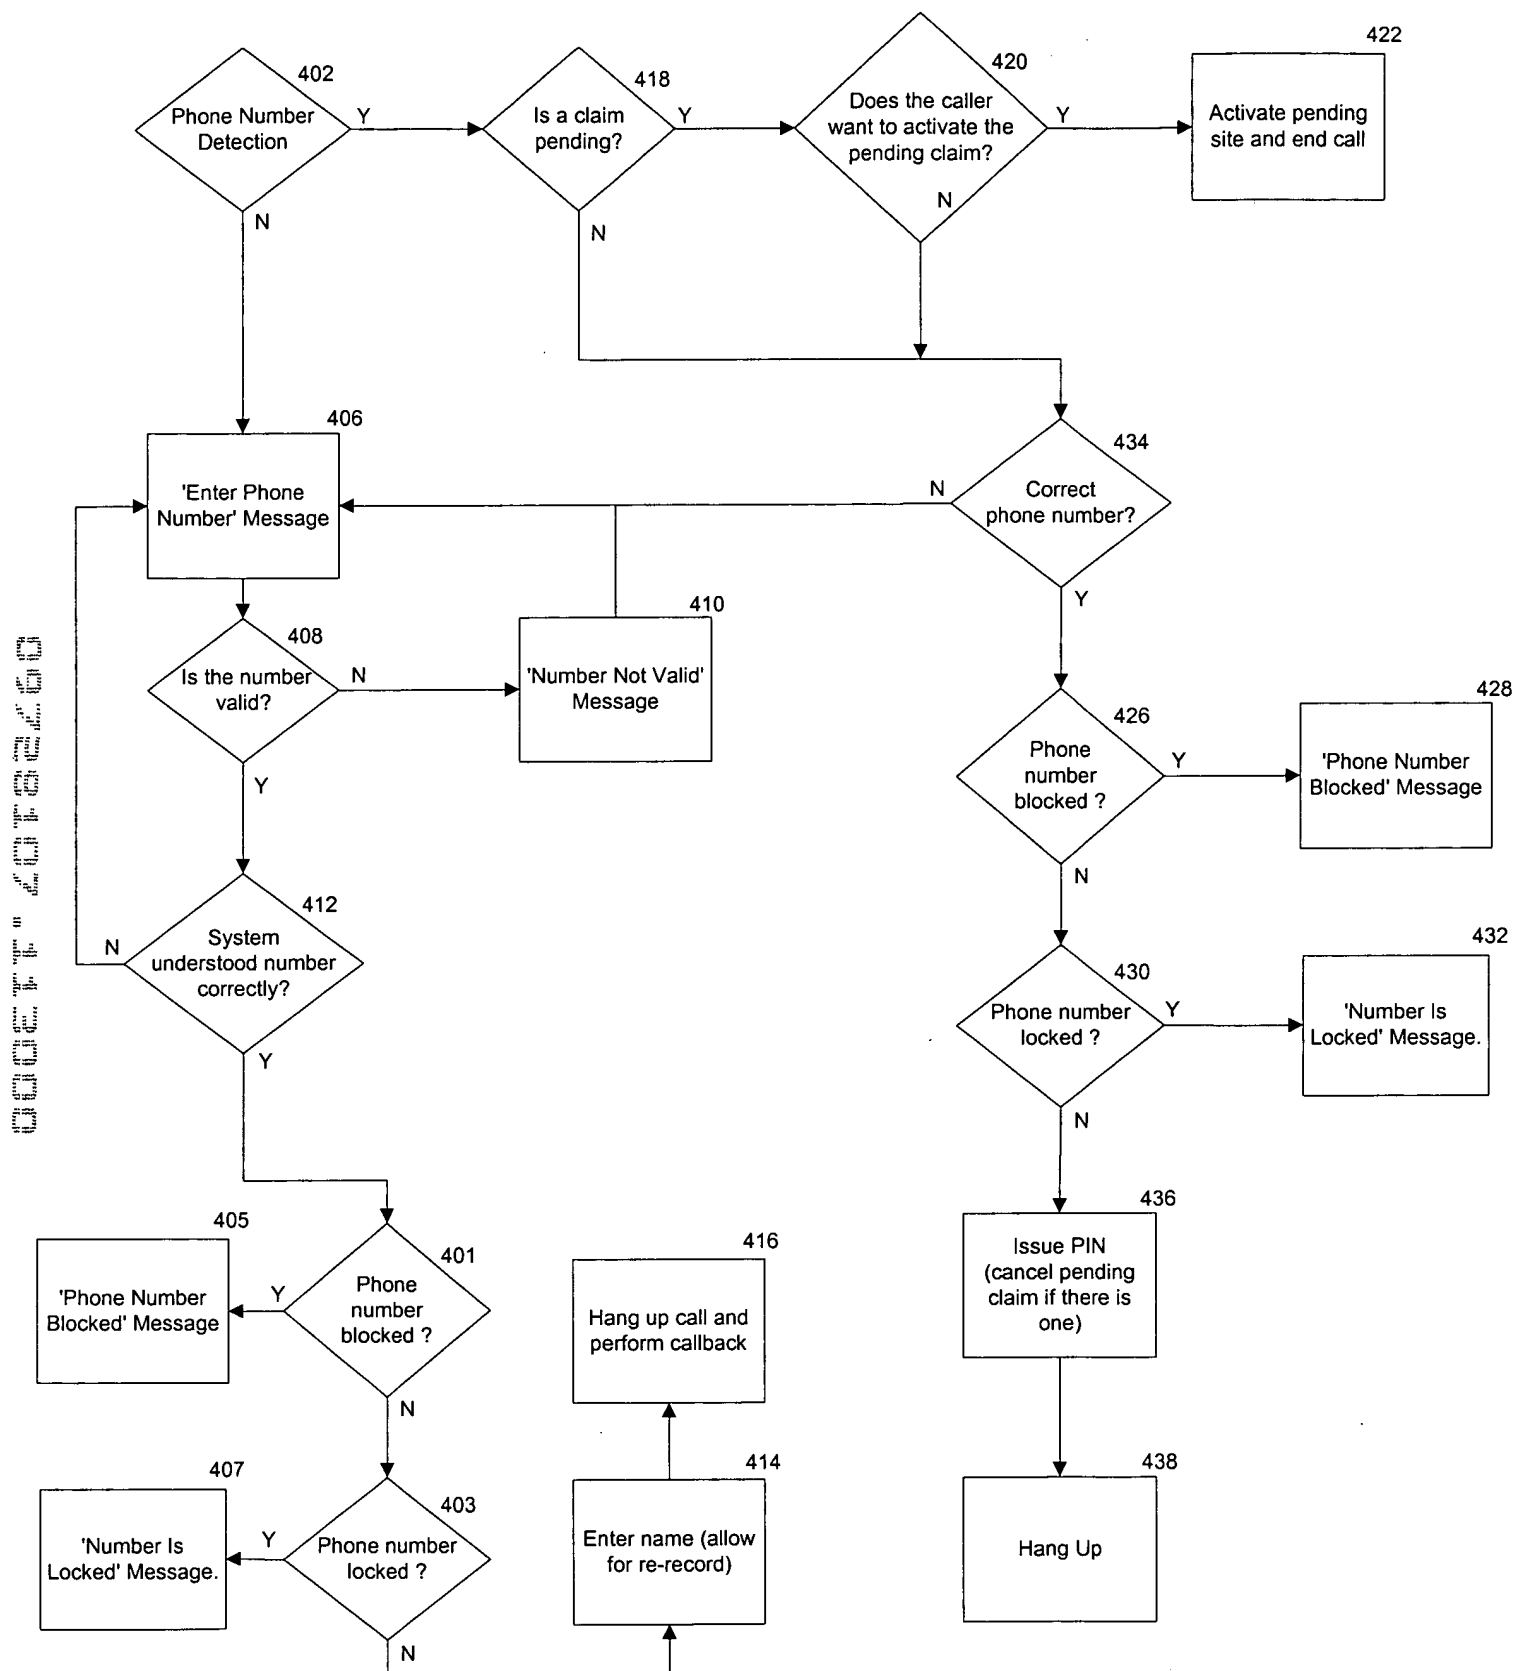 422
420
402
418
Phone Number
Detection
Y
Is a claim
pending?
Y
Does the caller
want to activate the
pending claim?
Y
Activate pending
site and end call
N
N
N
406
434
'Enter Phone
Number' Message
N
Correct
phone number?
Y
410
408
Is the number
valid?
N
'Number Not Valid'
Message
Y
428
426
Phone
number
blocked ?
Y
'Phone Number
Blocked' Message
N
412
System
understood number
correctly?
N
Y
432
430
Phone number
locked ?
Y
'Number Is
Locked' Message.
N
436
Issue PIN
(cancel pending
claim if there is
one)
405
401
416
'Phone Number
Blocked' Message
Y
Phone
number
blocked ?
Hang up call and
perform callback
N
407
403
414
438
'Number Is
Locked' Message.
Y
Phone number
locked ?
Enter name (allow
for re-record)
Hang Up
N
09728107 "113000